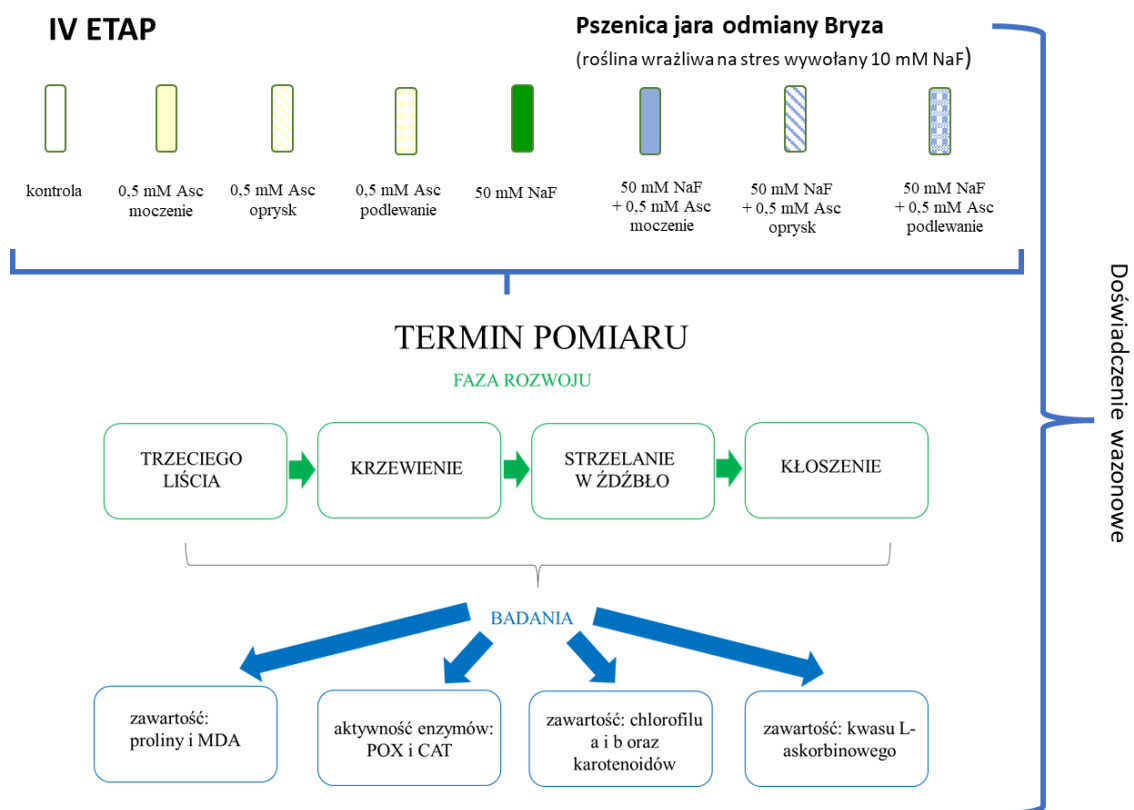 IV ETAP
Pszenica jara odmiany Bryza
(roślina wrażliwa na stres wywołany 10 mM NaF)
kontrola
0,5 mM Asc
moczenie
0,5 mM Asc
oprysk
0,5 mM Asc
podlewanie
50 mM NaF
50 mM NaF
+ 0,5 mM Asc
moczenie
50 mM NaF
+ 0,5 mM Asc
oprysk
50 mM NaF
+ 0,5 mM Asc
podlewanie
Doświadczenie wazonowe
TERMIN POMIARU
FAZA ROZWOJU
TRZECIEGO
LIŚCIA
KRZEWIENIE
STRZELANIE
W ŹDŹBŁO
KŁOSZENIE
BADANIA
zawartość:
proliny i MDA
aktywność enzymów:
POX i CAT
zawartość: chlorofilu
a i b oraz
karotenoidów
zawartość: kwasu L-
askorbinowego